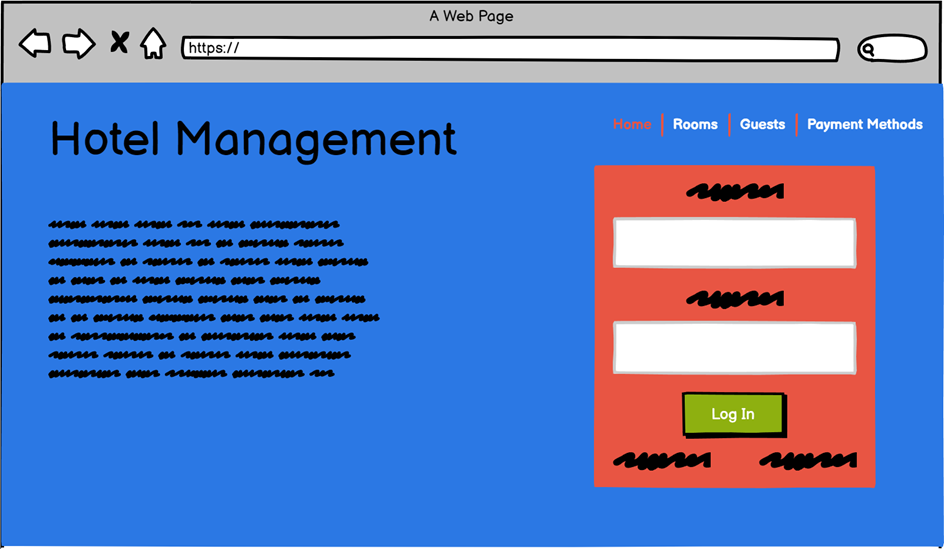 A Web Page
https://
Hotel Management
Home | Rooms | Guests | Payment Methods
Log In